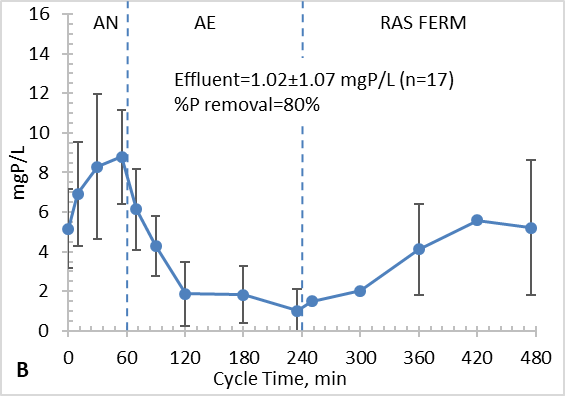 16
AN
AE
RAS FERM
14
Effluent=1.02±1.07 mgP/L (n=17)
12
%P removal=80%
10
mgP/L
8
6
4
2
0
0 60 120 180 240 300 360 420 480
B
Cycle Time, min